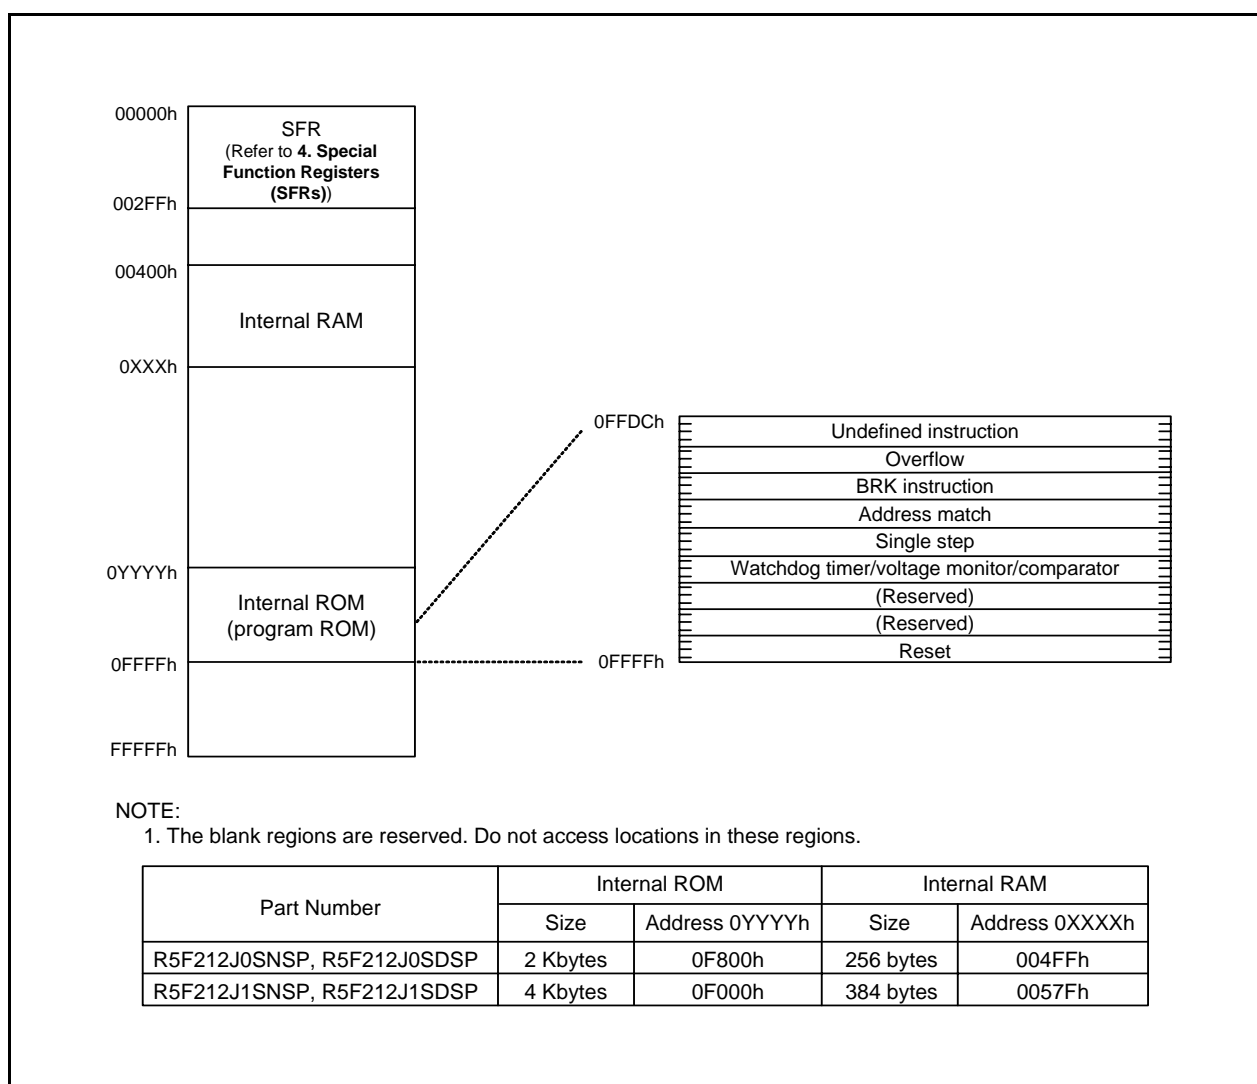 00000h
SFR
(Refer to 4. Special
Function Registers
(SFRs))
002FFh
00400h
Internal RAM
0XXXh
0YYYYh
Internal ROM
(program ROM)
0FFFFh
FFFFFh
0FFDCh
Undefined instruction
Overflow
BRK instruction
Address match
Single step
Watchdog timer/voltage monitor/comparator
(Reserved)
(Reserved)
Reset
0FFFFh
NOTE:
1. The blank regions are reserved. Do not access locations in these regions.
Part Number Internal ROM Internal RAM
Size Address 0YYYYh Size Address 0XXXXh
R5F212J0SNSP, R5F212J0SDSP 2 Kbytes 0F800h 256 bytes 004FFh
R5F212J1SNSP, R5F212J1SDSP 4 Kbytes 0F000h 384 bytes 0057Fh